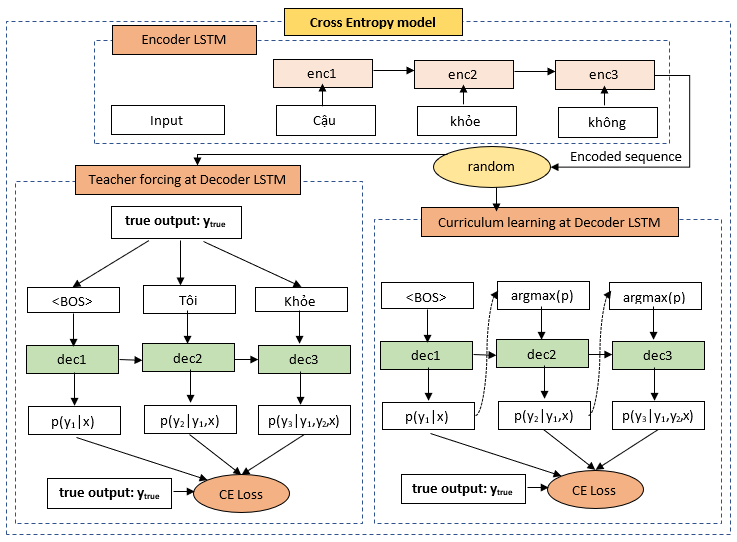 Cross Entropy model
Encoder LSTM
enc1
enc2
enc3
Input
Cậu
khỏe
không
Encoded sequence
random
Teacher forcing at Decoder LSTM
true output: y_true
<BOS>
Tôi
Khỏe
dec1
dec2
dec3
p(y₁|x)
p(y₂|y₁,x)
p(y₃|y₁,y₂,x)
true output: y_true
CE Loss
Curriculum learning at Decoder LSTM
<BOS>
argmax(p)
argmax(p)
dec1
dec2
dec3
p(y₁|x)
p(y₂|y₁,x)
p(y₃|y₁,y₂,x)
true output: y_true
CE Loss